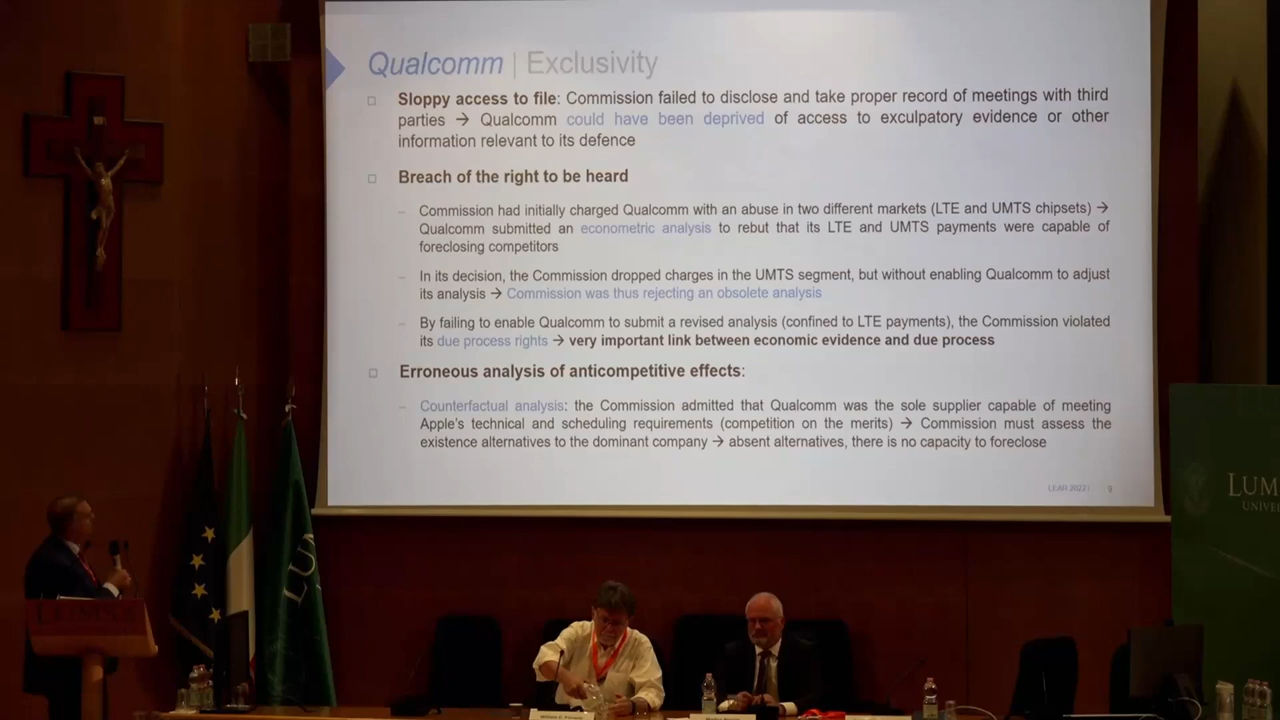 Qualcomm | Exclusivity
Sloppy access to file: Commission failed to disclose and take proper record of meetings with third
parties → Qualcomm could have been deprived of access to exculpatory evidence or other
information relevant to its defence
Breach of the right to be heard
– Commission had initially charged Qualcomm with an abuse in two different markets (LTE and UMTS chipsets) →
Qualcomm submitted an econometric analysis to rebut that its LTE and UMTS payments were capable of
foreclosing competitors
– In its decision, the Commission dropped charges in the UMTS segment, but without enabling Qualcomm to adjust
its analysis → Commission was thus rejecting an obsolete analysis
– By failing to enable Qualcomm to submit a revised analysis (confined to LTE payments), the Commission violated
its due process rights → very important link between economic evidence and due process
Erroneous analysis of anticompetitive effects:
– Counterfactual analysis: the Commission admitted that Qualcomm was the sole supplier capable of meeting
Apple's technical and scheduling requirements (competition on the merits) → Commission must assess the
existence alternatives to the dominant company → absent alternatives, there is no capacity to foreclose
LEAR 2022 | 9
LUM
UNIVE
LU